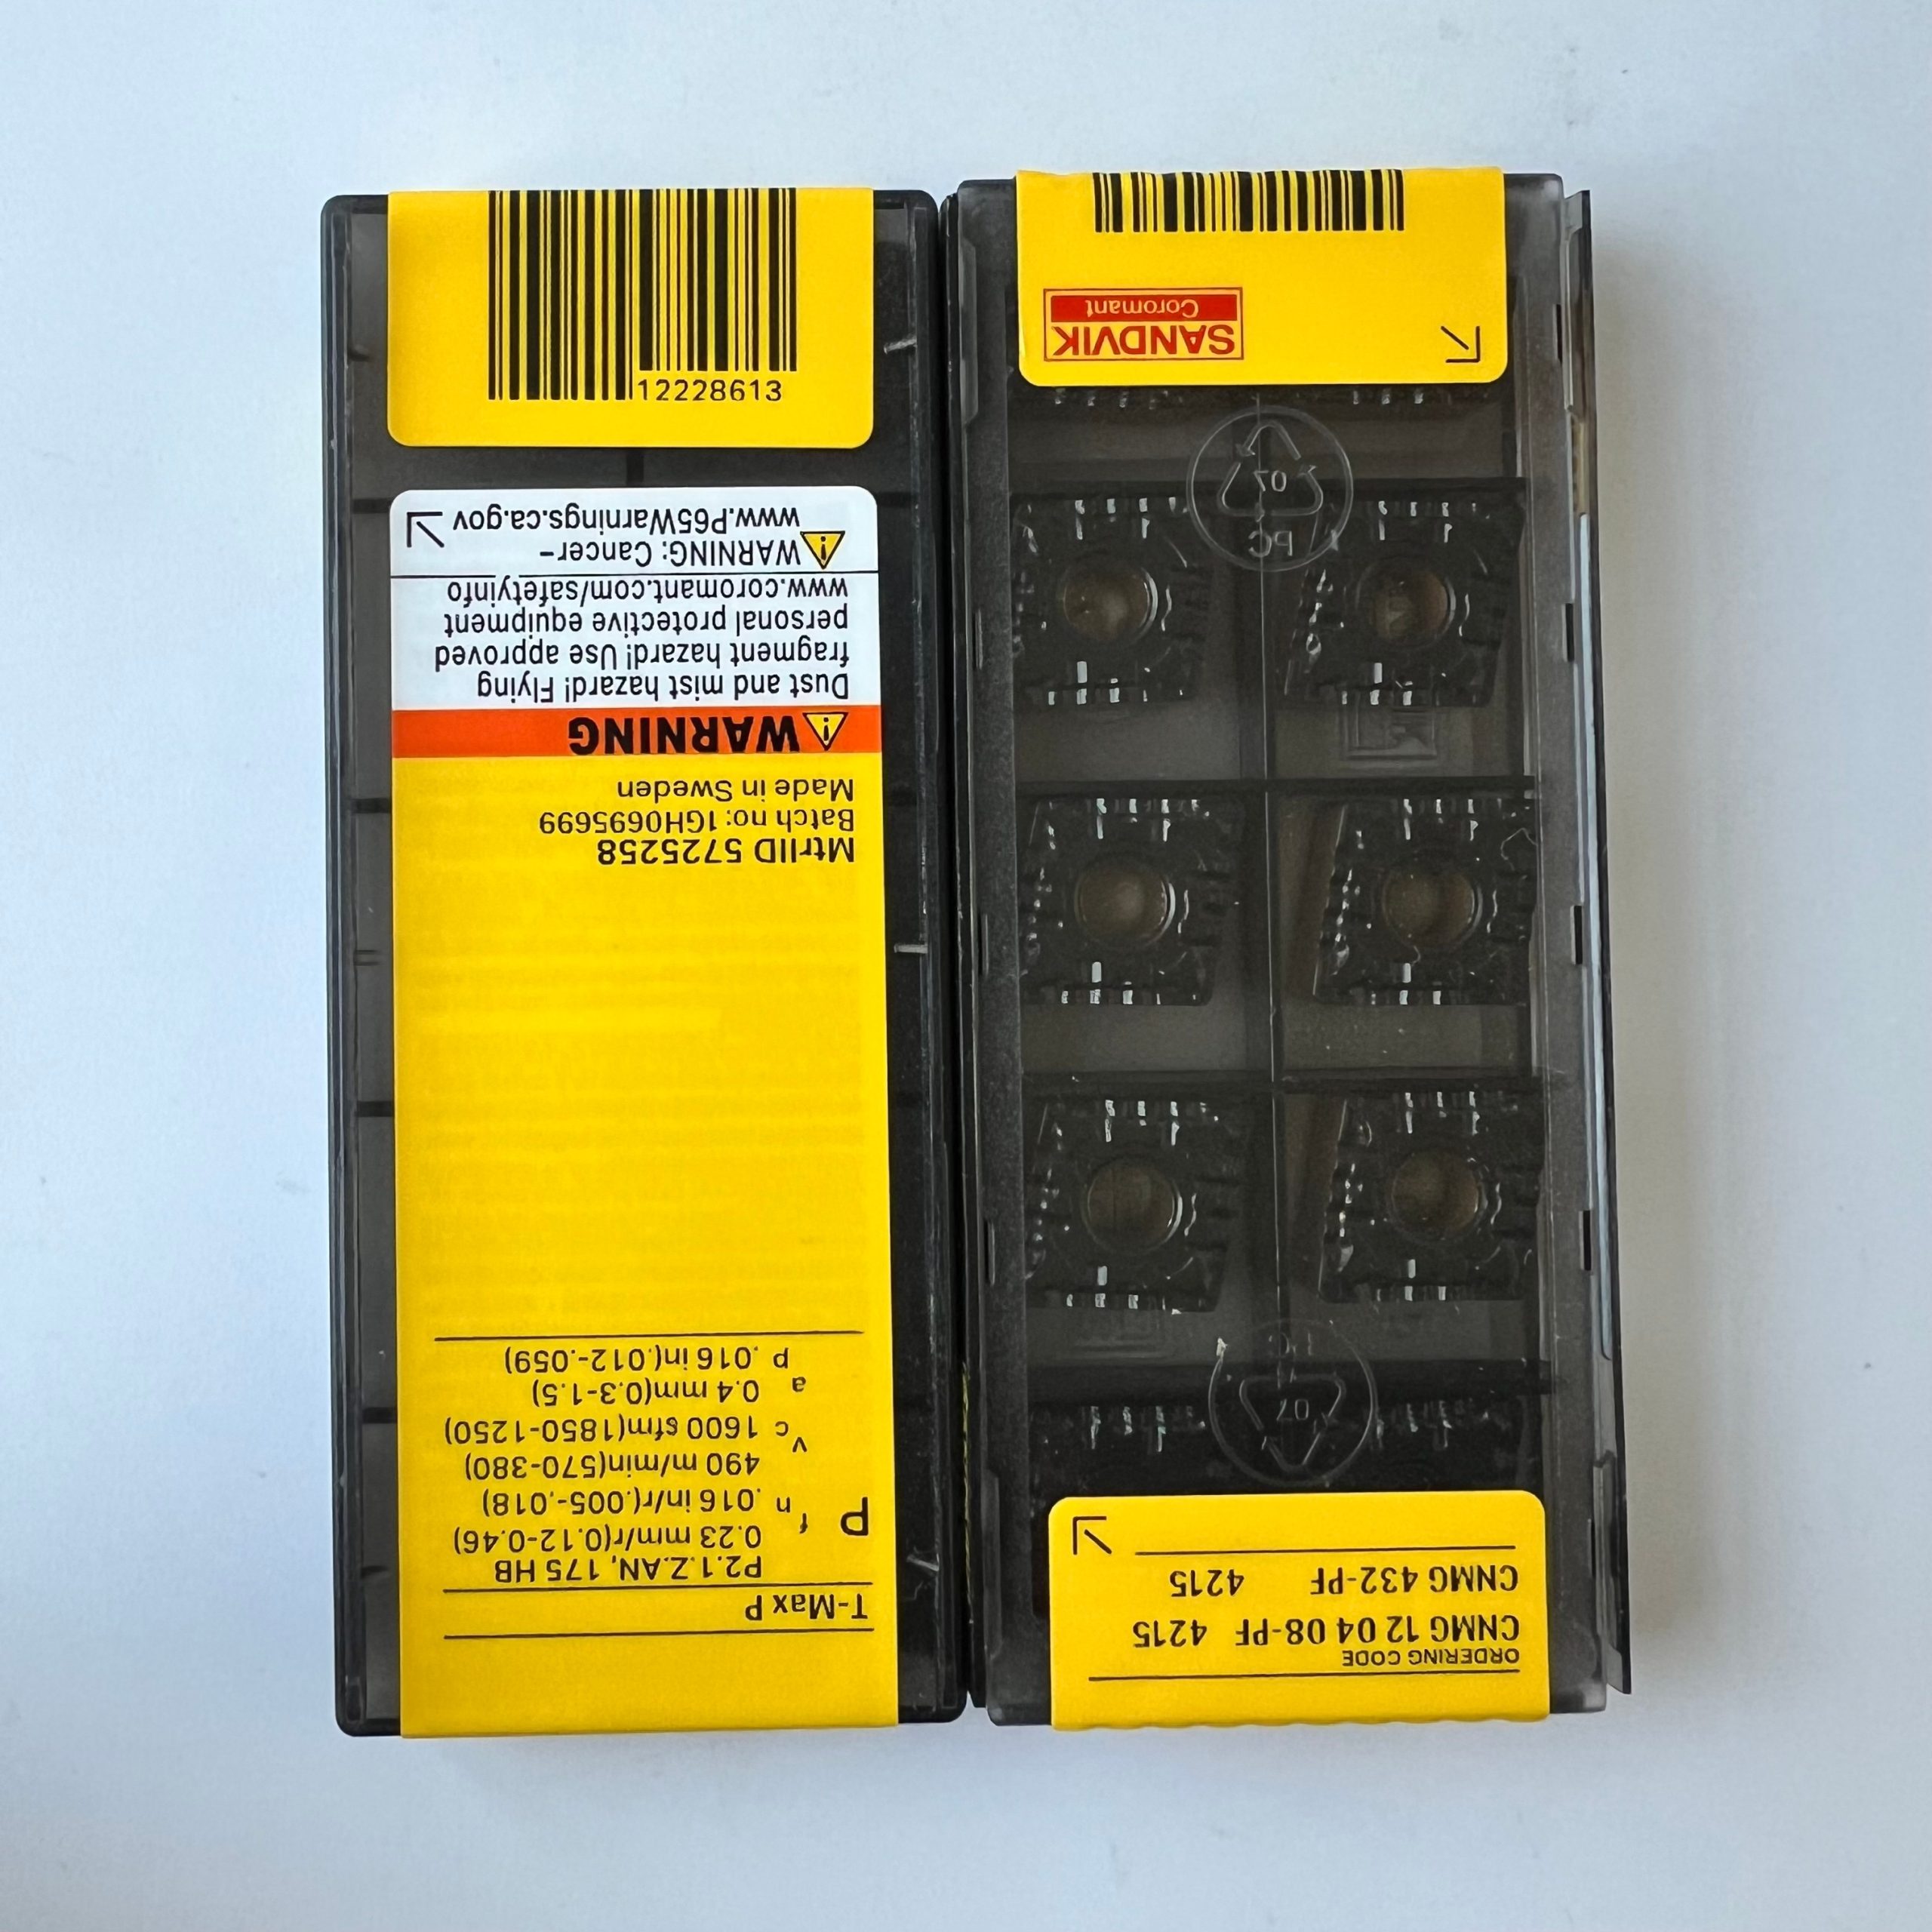 ORDERING CODE
CNMG 12 04 08-PF 4215
CNMG 432-PF 4215
PC
07
07
SANDVIK
Coromant
T-Max P
P2.1.Z.AN, 175 HB
P f n 0.23 mm/r(0.12-0.46)
.016 in/r(.005-.018)
v c 490 m/min(570-380)
1600 sfm(1850-1250)
a p 0.4 mm(0.3-1.5)
.016 in(.012-.059)
MtrlID 5725258
Batch no:1GH0695699
Made in Sweden
WARNING
Dust and mist hazard! Flying
fragment hazard! Use approved
personal protective equipment
www.coromant.com/safetyinfo
WARNING: Cancer-
www.P65Warnings.ca.gov
12228613